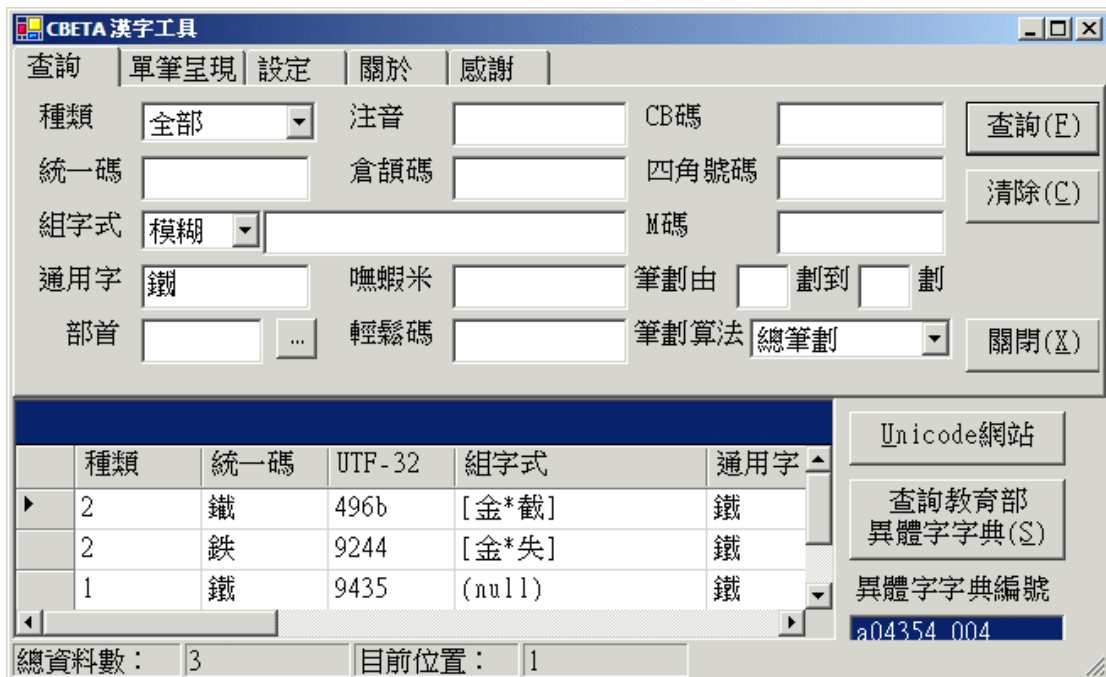 CBETA 漢字工具
查詢 單筆呈現 設定 關於 感謝
種類 全部 注音 CB碼 查詢(F)
統一碼 倉頡碼 四角號碼 清除(C)
組字式 模糊 M碼
通用字 鐵 嘸蝦米 筆劃由 劃到 劃
部首 ... 輕鬆碼 筆劃算法 總筆劃 關閉(X)
Unicode網站
種類 統一碼 UTF-32 組字式 通用字
2 䥫 496b [金*截] 鐵
2 鉄 9244 [金*失] 鐵
1 鐵 9435 (null) 鐵
查詢教育部
異體字字典(S)
異體字字典編號
a04354 004
總資料數： 3 目前位置： 1